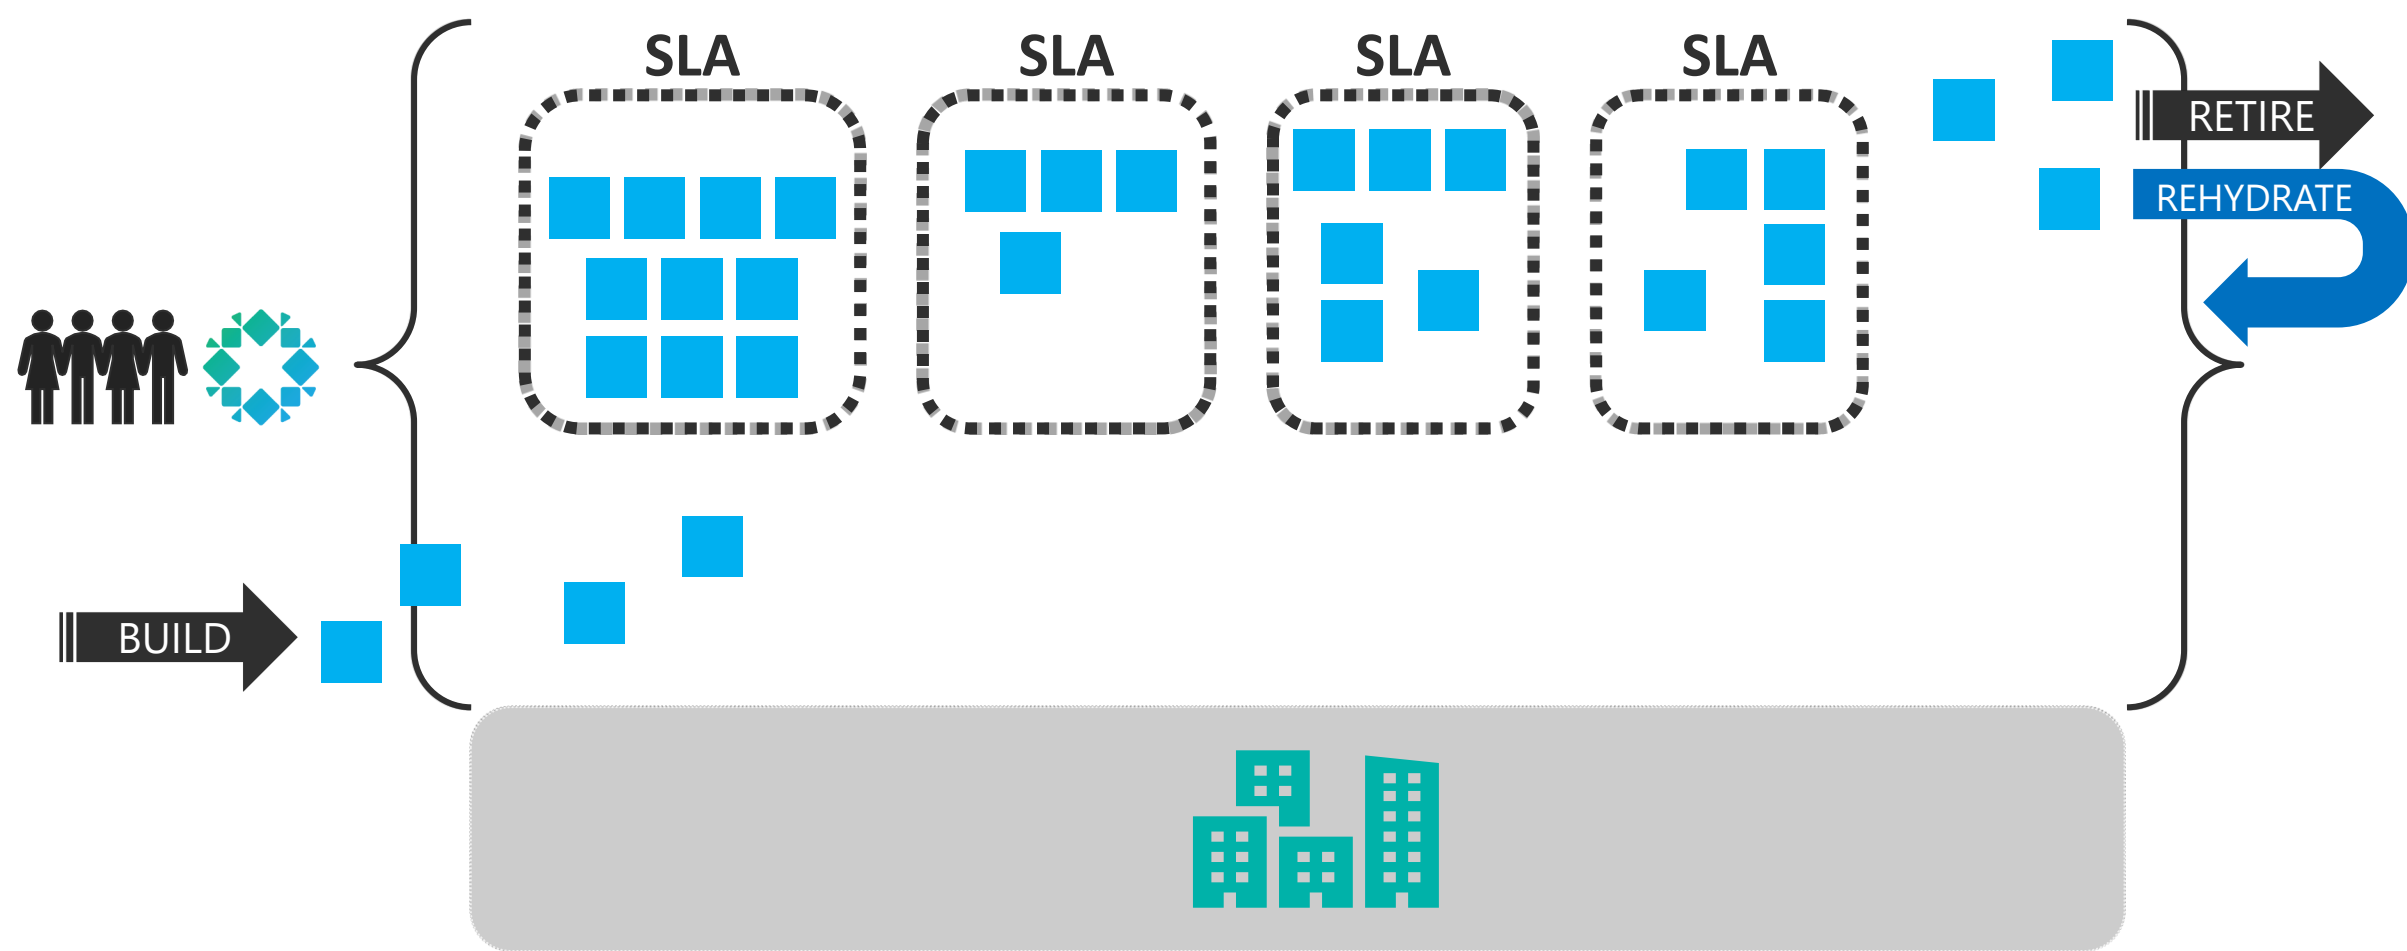 SLA
SLA
SLA
SLA
RETIRE
REHYDRATE
BUILD